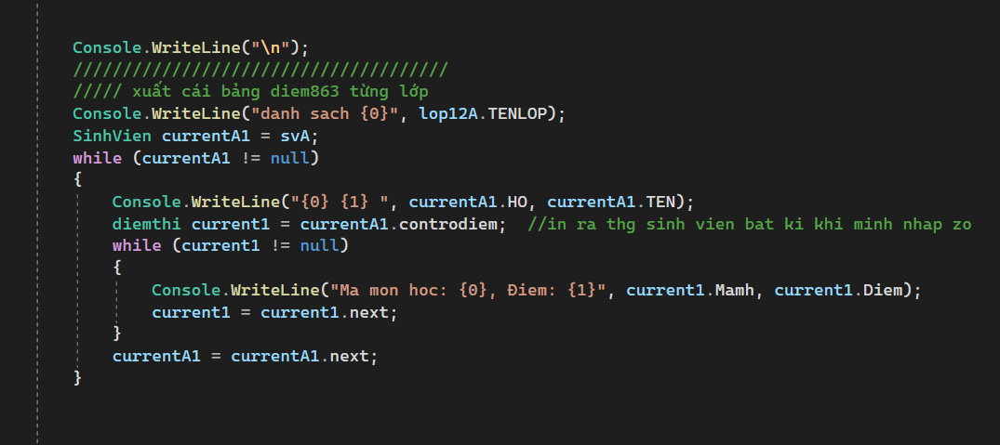 Console.WriteLine("\n");
//////////////////////////////////////
///// xuất cái bảng diem863 từng lớp
Console.WriteLine("danh sach {0}", lop12A.TENLOP);
SinhVien currentA1 = svA;
while (currentA1 != null)
{
Console.WriteLine("{0} {1} ", currentA1.HO, currentA1.TEN);
diemthi current1 = currentA1.controdiem;  //in ra thg sinh vien bat ki khi minh nhap zo
while (current1 != null)
{
Console.WriteLine("Ma mon hoc: {0}, Điem: {1}", current1.Mamh, current1.Diem);
current1 = current1.next;
}
currentA1 = currentA1.next;
}